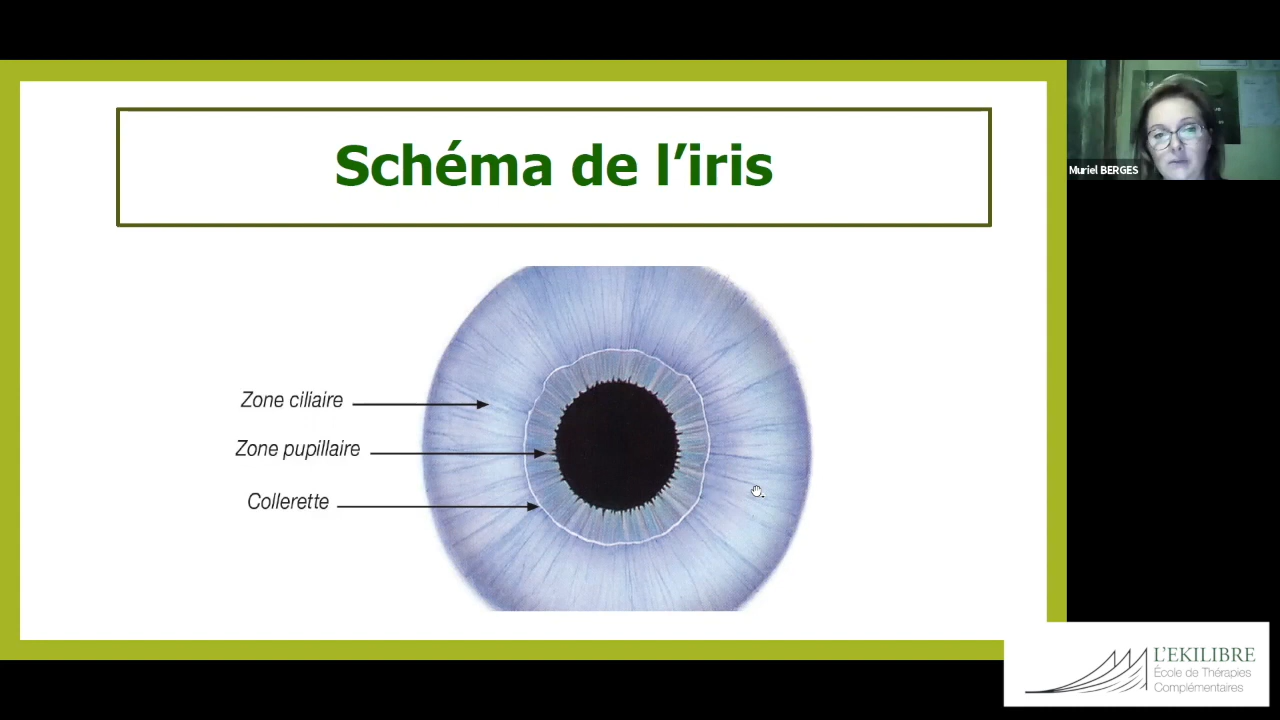 Schéma de l’iris
Muriel BERGES
Zone ciliaire
Zone pupillaire
Collerette
L'EKILIBRE
École de Thérapies
Complémentaires